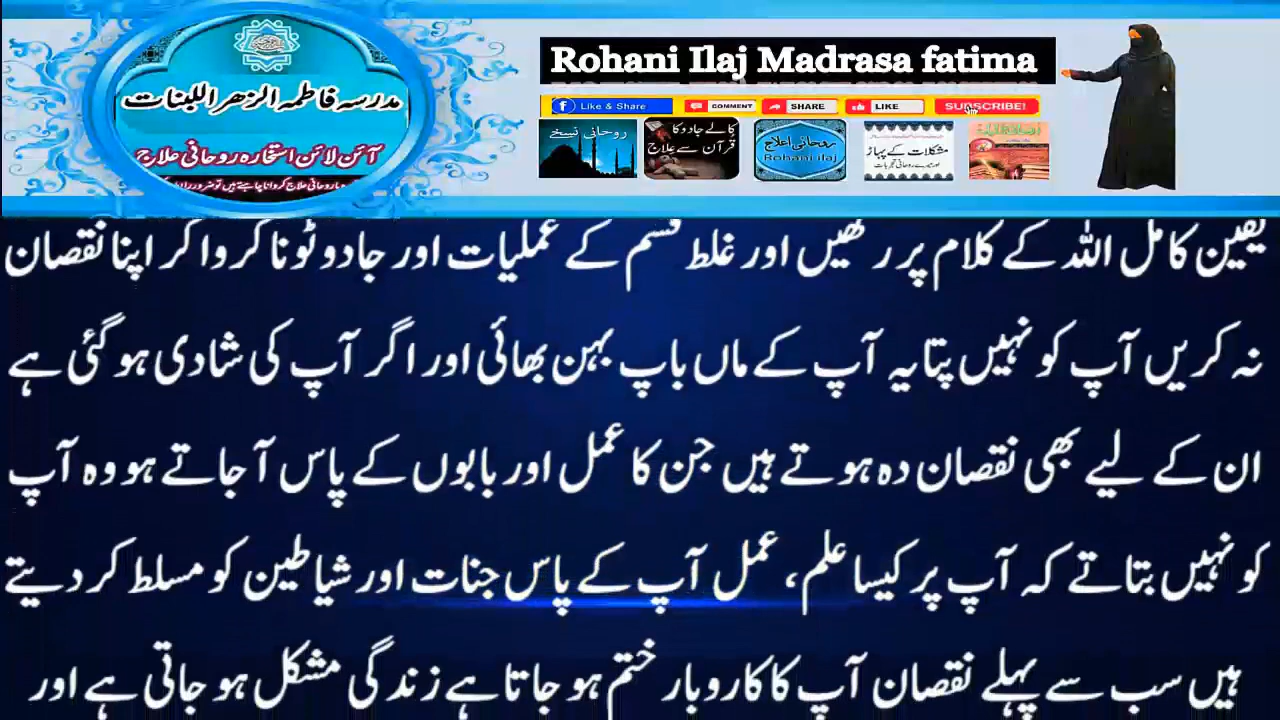 مدرسہ فاطمہ الزھرا للبنات
آئن لائن استخارہ روحانی علاج
Rohani Ilaj Madrasa fatima
Like & Share
COMMENT
SHARE
LIKE
SUBSCRIBE!
روحانی نسخ
کالے جادو کا
قرآن سے علاج
روحانی علاج
Rohani ilaj
مشکلات کے پہاڑ
یقین کامل اللہ کے کلام پر رکھیں اور غلط قسم کے عملیات اور جادو ٹونا کروا کر اپنا نقصان
نہ کریں آپ کو نہیں پتا یہ آپ کے ماں باپ بہن بھائی اور اگر آپ کی شادی ہو گئی ہے
ان کے لیے بھی نقصان دہ ہوتے ہیں جن کا عمل اور بابوں کے پاس آ جاتے ہو وہ آپ
کو نہیں بتاتے کہ آپ پر کیسا علم، عمل آپ کے پاس جنات اور شیاطین کو مسلط کر دیتے
ہیں سب سے پہلے نقصان آپ کا کاروبار ختم ہو جاتا ہے زندگی مشکل ہو جاتی ہے اور